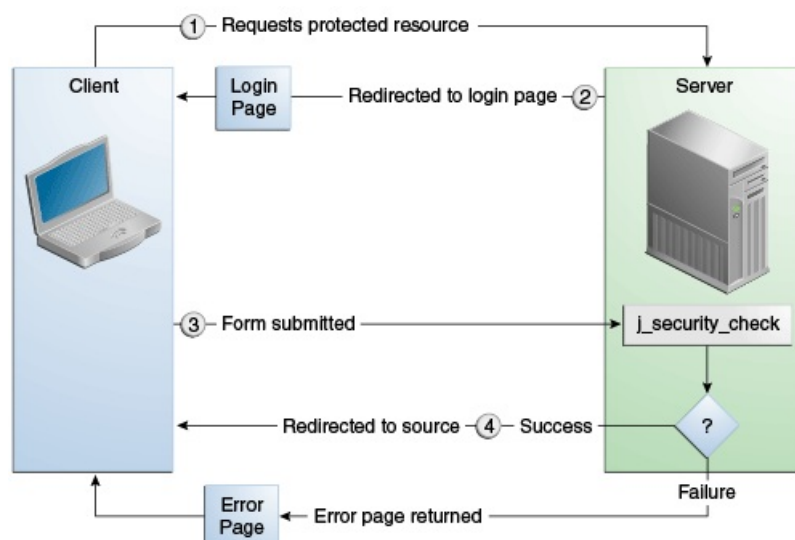 1 Requests protected resource
Client
Server
Login
Page
Redirected to login page 2
3 Form submitted
j_security_check
Redirected to source 4 Success
?
Failure
Error
Page
Error page returned